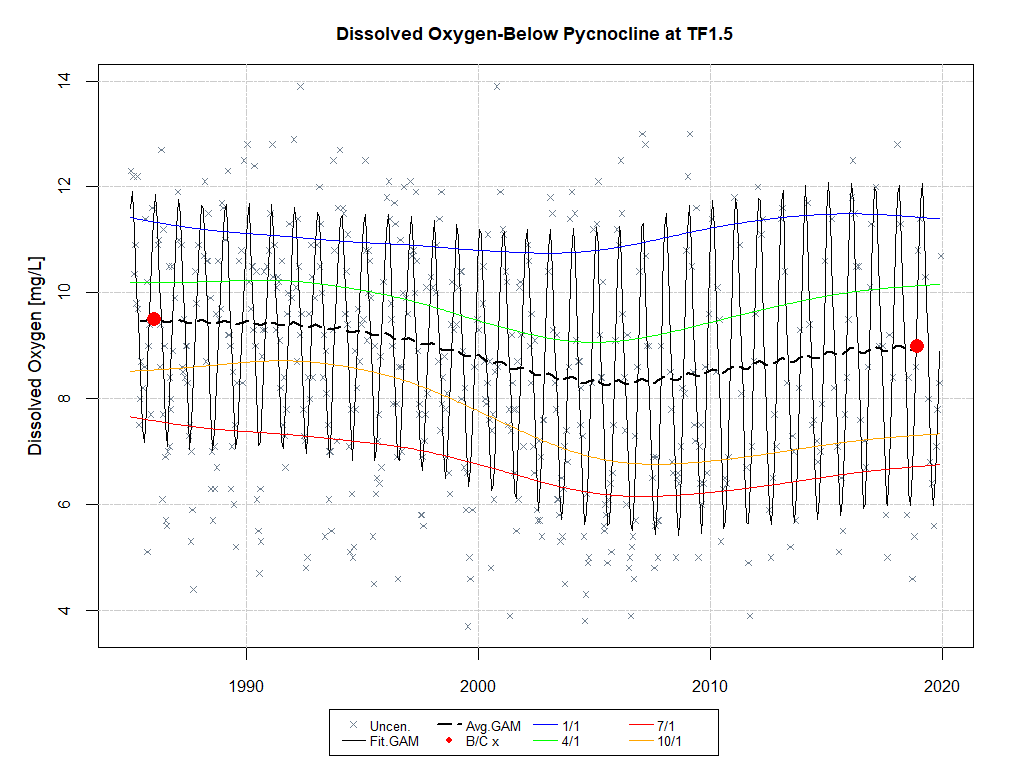 Dissolved Oxygen-Below Pycnocline at TF1.5
Dissolved Oxygen [mg/L]
14
12
10
8
6
4
1990 2000 2010 2020
Uncen. Avg.GAM 1/1 7/1
Fit.GAM B/C x 4/1 10/1